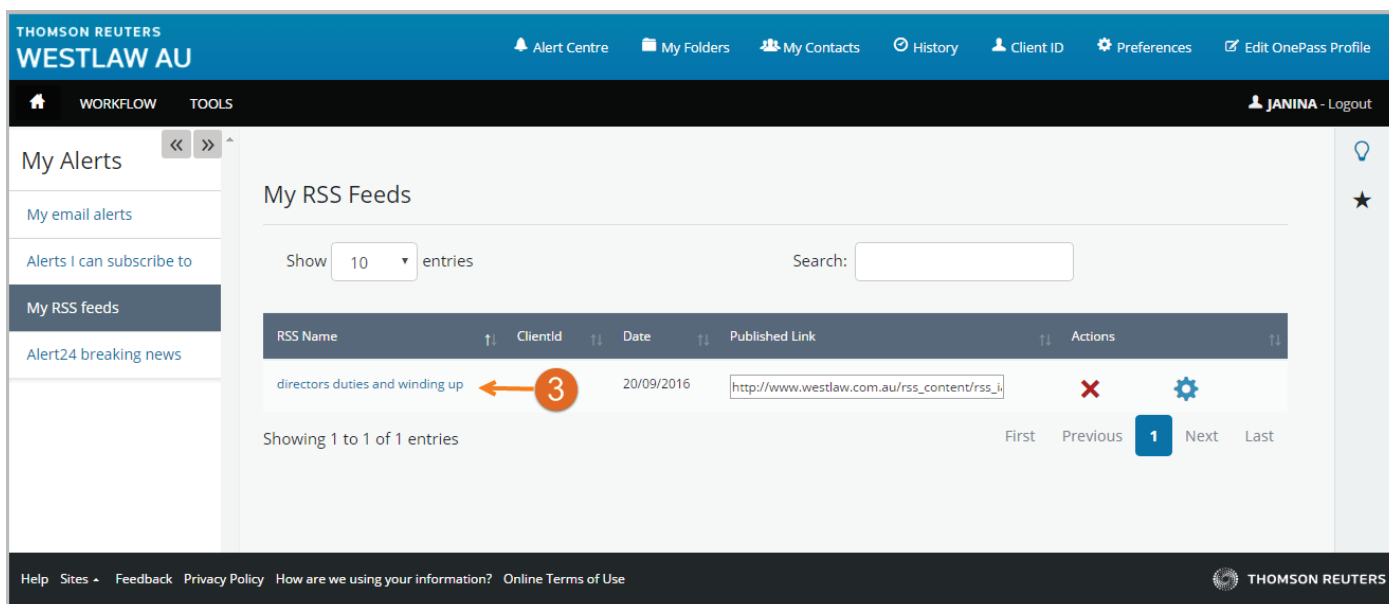 THOMSON REUTERS
WESTLAW AU
Alert Centre My Folders My Contacts History Client ID Preferences Edit OnePass Profile
WORKFLOW TOOLS JANINA - Logout
My Alerts
My email alerts
Alerts I can subscribe to
My RSS feeds
Alert24 breaking news
My RSS Feeds
Show 10 entries Search:
RSS Name ClientId Date Published Link Actions
directors duties and winding up 3 20/09/2016 http://www.westlaw.com.au/rss_content/rss_i
Showing 1 to 1 of 1 entries First Previous 1 Next Last
Help Sites Feedback Privacy Policy How are we using your information? Online Terms of Use THOMSON REUTERS